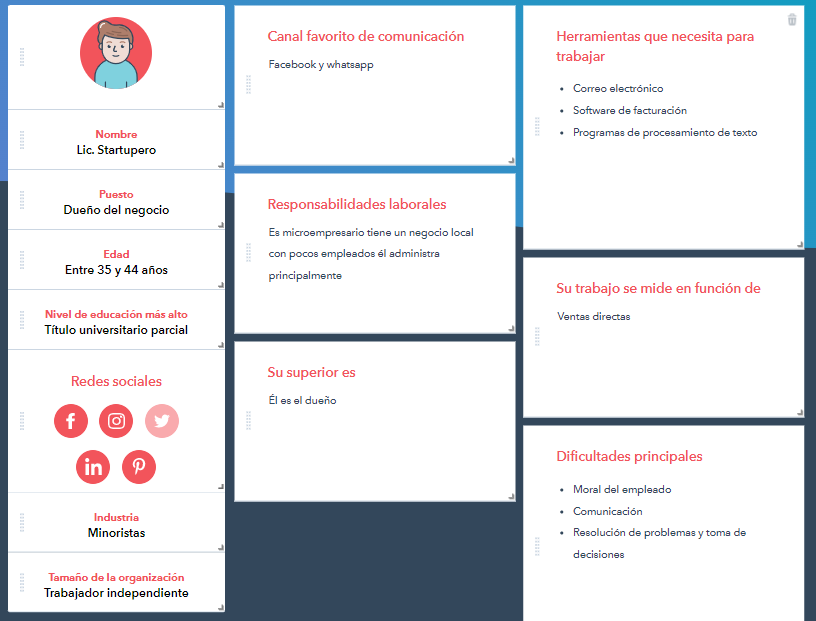 Nombre
Lic. Startupero
Puesto
Dueño del negocio
Edad
Entre 35 y 44 años
Nivel de educación más alto
Título universitario parcial
Redes sociales
Industria
Minoristas
Tamaño de la organización
Trabajador independiente
Canal favorito de comunicación
Facebook y whatsapp
Responsabilidades laborales
Es microempresario tiene un negocio local
con pocos empleados él administra
principalmente
Su superior es
Él es el dueño
Herramientas que necesita para
trabajar
• Correo electrónico
• Software de facturación
• Programas de procesamiento de texto
Su trabajo se mide en función de
Ventas directas
Dificultades principales
• Moral del empleado
• Comunicación
• Resolución de problemas y toma de
decisiones